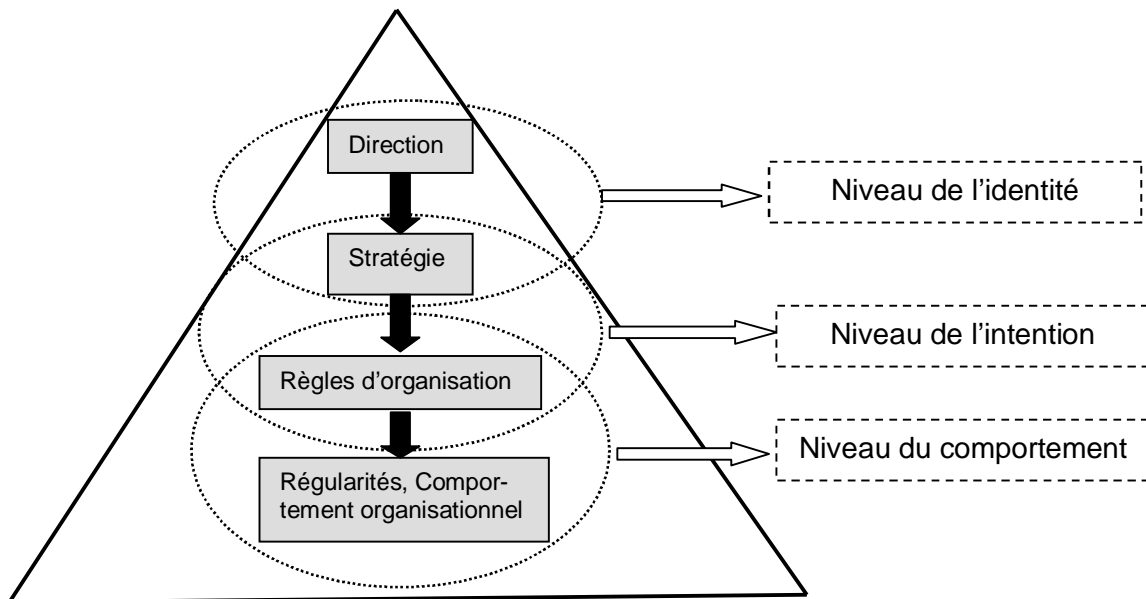 Direction
Niveau de l’identité
Stratégie
Niveau de l’intention
Règles d’organisation
Niveau du comportement
Régularités, Compor-
tement organisationnel